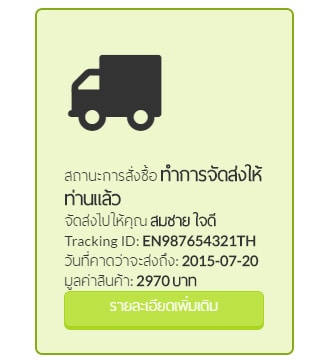 สถานะการสั่งซื้อ ทำการจัดส่งให้
ท่านแล้ว
จัดส่งไปให้คุณ สมชาย ใจดี
Tracking ID: EN987654321TH
วันที่คาดว่าจะส่งถึง: 2015-07-20
มูลค่าสินค้า: 2970 บาท
รายละเอียดเพิ่มเติม